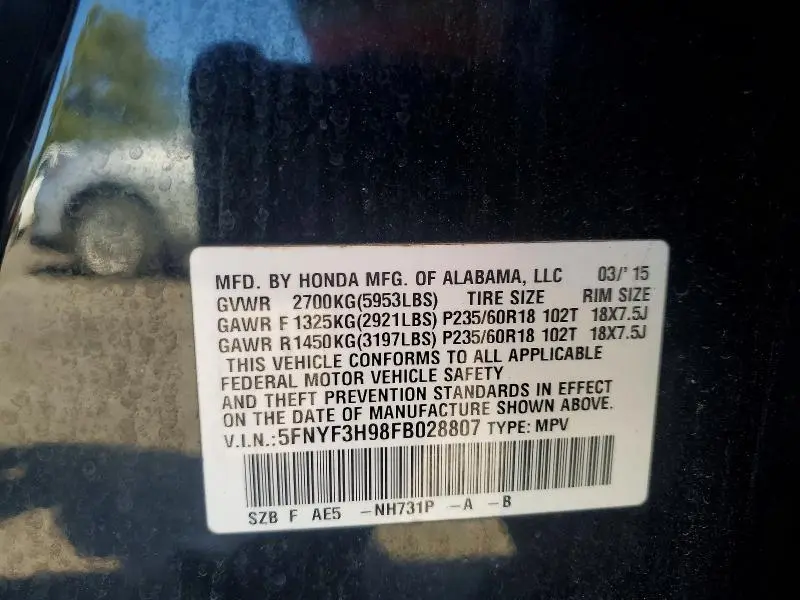 MFD. BY HONDA MFG. OF ALABAMA, LLC 03/'15
GVWR 2700KG(5953LBS) TIRE SIZE RIM SIZE
GAWR F 1325KG(2921LBS) P235/60R18 102T 18X7.5J
GAWR R1450KG(3197LBS) P235/60R18 102T 18X7.5J
THIS VEHICLE CONFORMS TO ALL APPLICABLE
FEDERAL MOTOR VEHICLE SAFETY
AND THEFT PREVENTION STANDARDS IN EFFECT
ON THE DATE OF MANUFACTURE SHOWN ABOVE.
V.I.N.:5FNYF3H98FB028807 TYPE: MPV
SZB F AE5 -NH731P -A -B